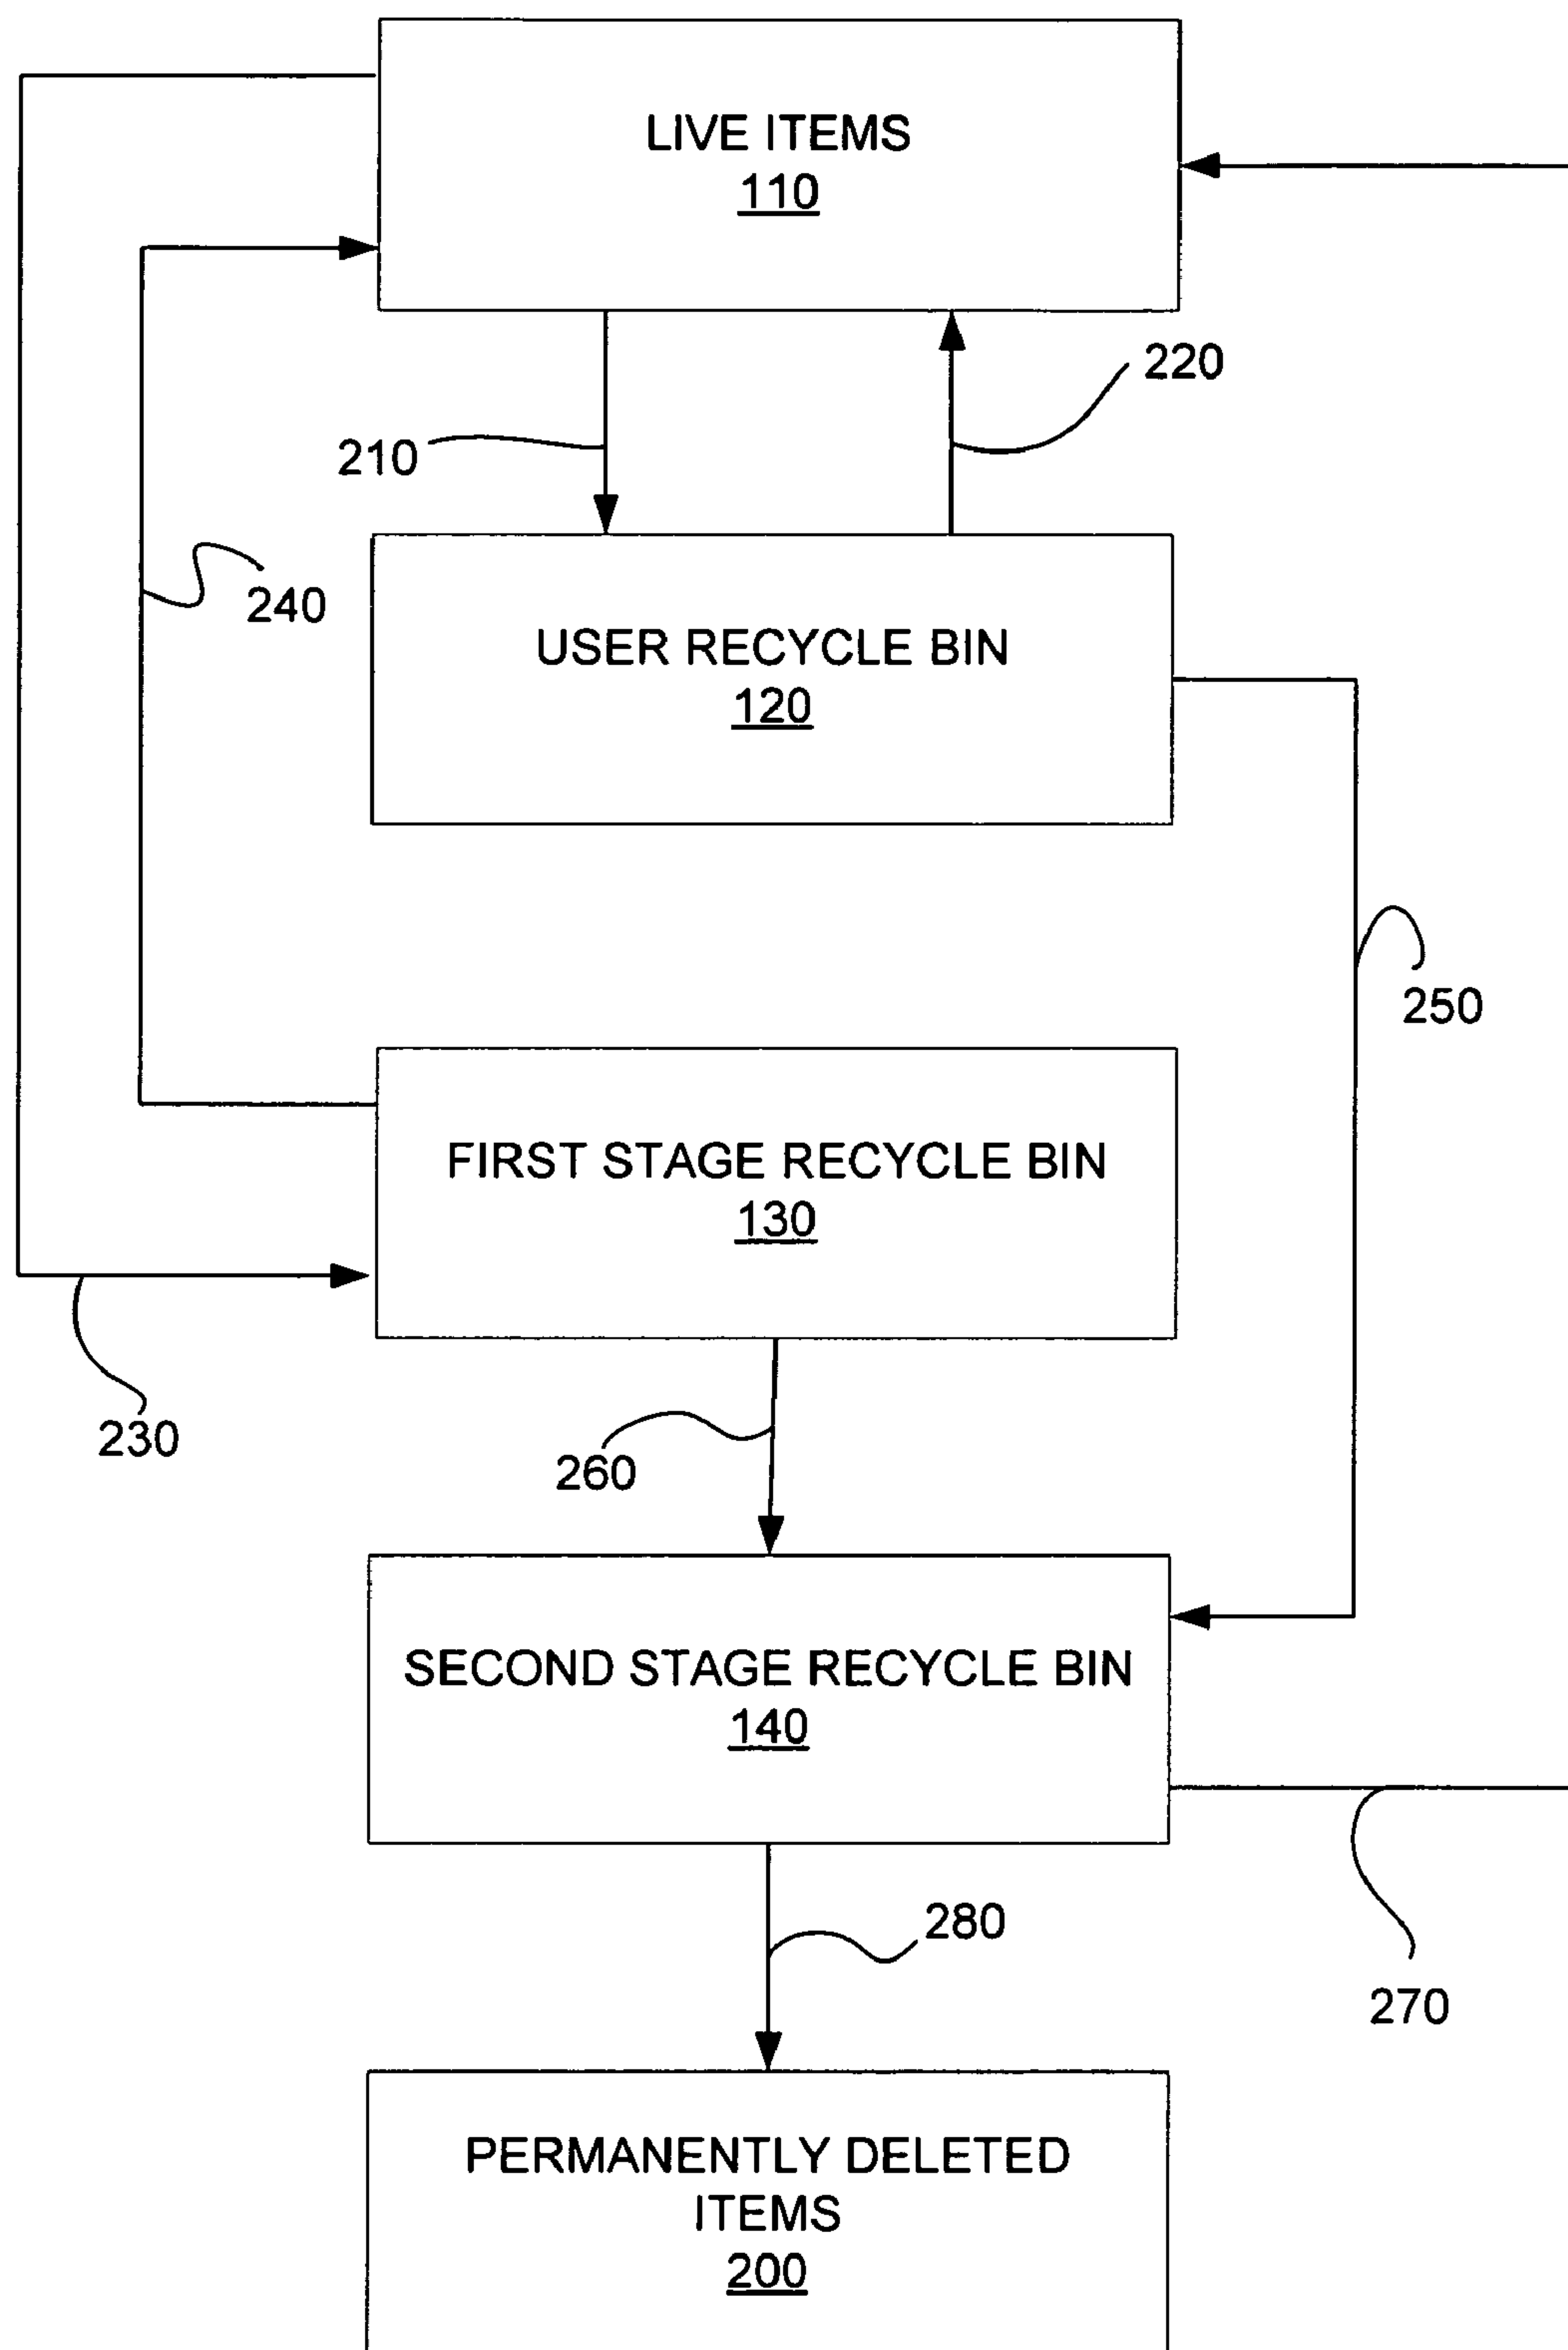 LIVE ITEMS
110
220
210
240
USER RECYCLE BIN
120
250
FIRST STAGE RECYCLE BIN
130
230
260
SECOND STAGE RECYCLE BIN
140
280
270
PERMANENTLY DELETED
ITEMS
200